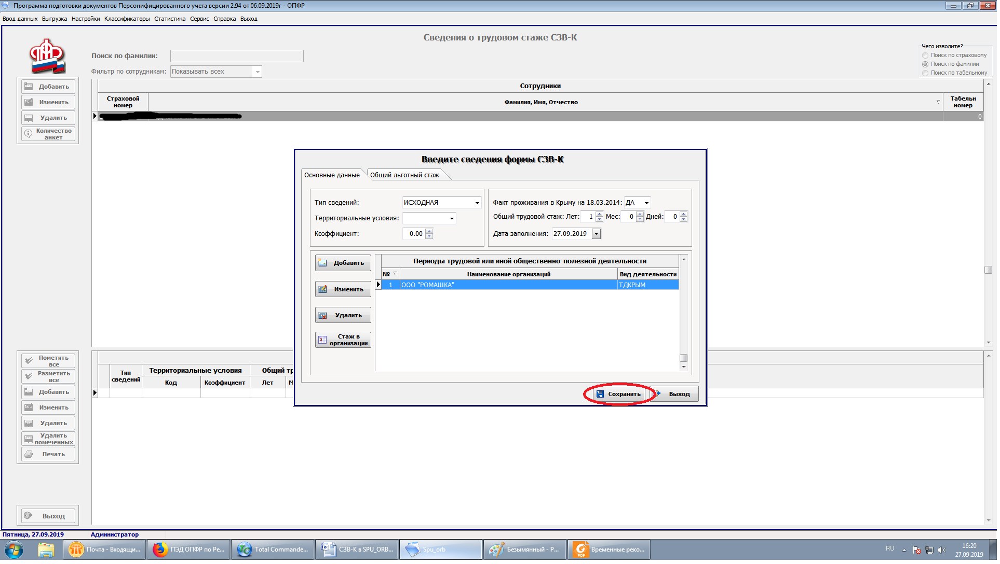 Программа подготовки документов Персонифицированного учета версии 2.94 от 06.09.2019г - ОПФР
Ввод данных Выгрузка Настройки Классификаторы Статистика Сервис Справка Выход
Сведения о трудовом стаже СЗВ-К
Поиск по фамилии:
Фильтр по сотрудникам: Показывать всех
Чего изволите?
Поиск по страховому
Поиск по фамилии
Поиск по табельному
ПФР
Добавить
Изменить
Удалить
Количество
анкет
Сотрудники
Страховой
номер
Фамилия, Имя, Отчество
Табельн
номер
0
Введите сведения формы СЗВ-К
Основные данные Общий льготный стаж
Тип сведений: ИСХОДНАЯ
Территориальные условия:
Коэффициент: 0.00
Факт проживания в Крыму на 18.03.2014: ДА
Общий трудовой стаж: Лет: 1 Мес: 0 Дней: 0
Дата заполнения: 27.09.2019
Добавить
Изменить
Удалить
Стаж в
организации
Периоды трудовой или иной общественно-полезной деятельности
№ Наименование организаций Вид деятельности
1 ООО "РОМАШКА" ТДКРЫМ
Сохранить Выход
Пометить
все
Разметить
все
Добавить
Изменить
Удалить
Удалить
помеченных
Печать
Тип
сведений
Территориальные условия
Код Коэффициент
Общий тр
Лет М
Выход
Пятница, 27.09.2019 Администратор
Почта - Входящи... ПЭД ОПФР по Ре... Total Commande... СЗВ-К в SPU_ORB... Spu_orb Безымянный - Р... Временные реко...
PDF
RU
16:20
27.09.2019